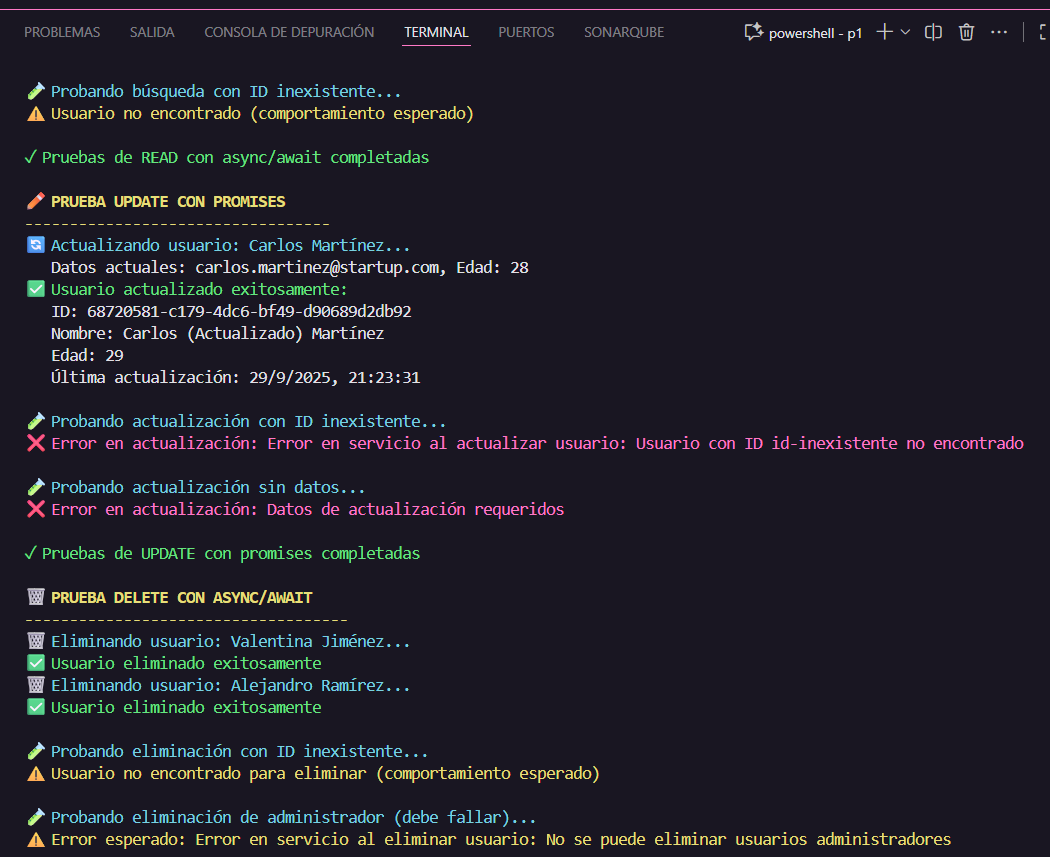 PROBLEMAS SALIDA CONSOLA DE DEPURACIÓN TERMINAL PUERTOS SONARQUBE powershell - p1
🧪 Probando búsqueda con ID inexistente...
⚠️ Usuario no encontrado (comportamiento esperado)
✓ Pruebas de READ con async/await completadas
✏️ PRUEBA UPDATE CON PROMISES
----------------------------------
🔄 Actualizando usuario: Carlos Martínez...
Datos actuales: carlos.martinez@startup.com, Edad: 28
✅ Usuario actualizado exitosamente:
ID: 68720581-c179-4dc6-bf49-d90689d2db92
Nombre: Carlos (Actualizado) Martínez
Edad: 29
Última actualización: 29/9/2025, 21:23:31
🧪 Probando actualización con ID inexistente...
❌ Error en actualización: Error en servicio al actualizar usuario: Usuario con ID id-inexistente no encontrado
🧪 Probando actualización sin datos...
❌ Error en actualización: Datos de actualización requeridos
✓ Pruebas de UPDATE con promises completadas
🗑️ PRUEBA DELETE CON ASYNC/AWAIT
------------------------------------
🗑️ Eliminando usuario: Valentina Jiménez...
✅ Usuario eliminado exitosamente
🗑️ Eliminando usuario: Alejandro Ramírez...
✅ Usuario eliminado exitosamente
🧪 Probando eliminación con ID inexistente...
⚠️ Usuario no encontrado para eliminar (comportamiento esperado)
🧪 Probando eliminación de administrador (debe fallar)...
⚠️ Error esperado: Error en servicio al eliminar usuario: No se puede eliminar usuarios administradores